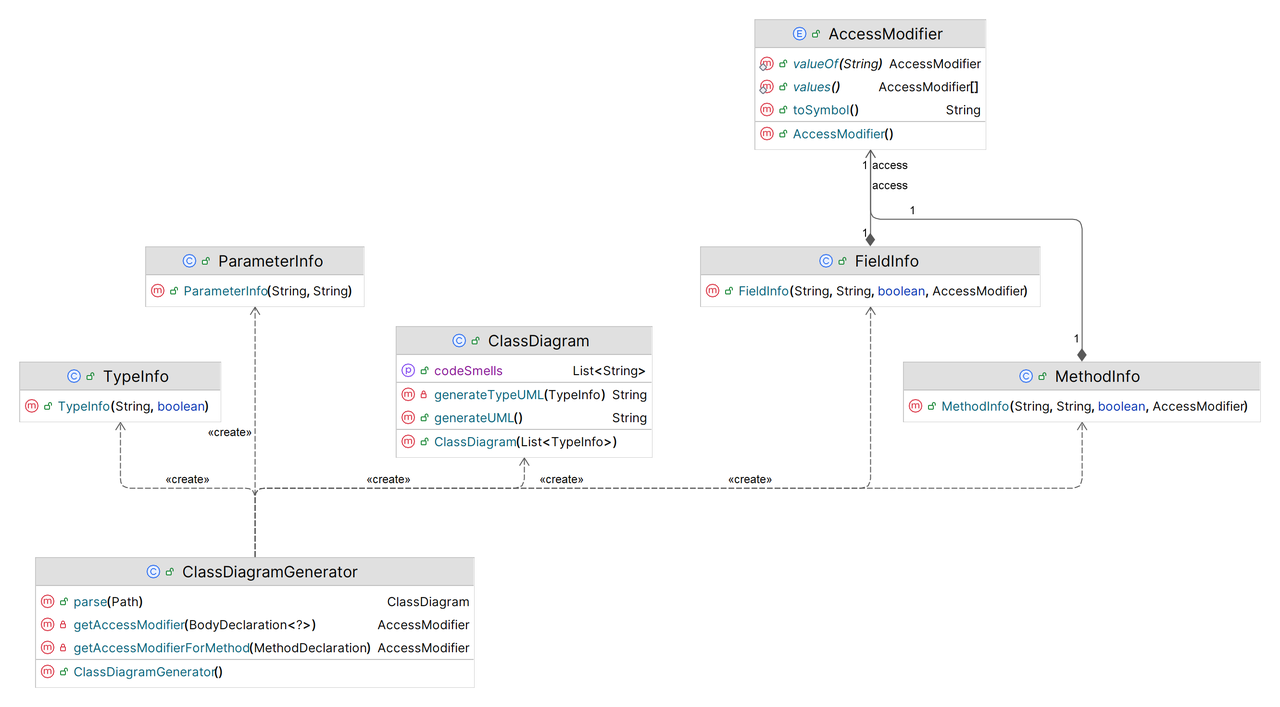 AccessModifier
valueOf(String) AccessModifier
values() AccessModifier[]
toSymbol() String
AccessModifier()
1 access
access
1
1
ParameterInfo
ParameterInfo(String, String)
FieldInfo
FieldInfo(String, String, boolean, AccessModifier)
ClassDiagram
codeSmells List<String>
generateTypeUML(TypeInfo) String
generateUML() String
ClassDiagram(List<TypeInfo>)
1
TypeInfo
TypeInfo(String, boolean)
MethodInfo
MethodInfo(String, String, boolean, AccessModifier)
«create»
«create» «create» «create» «create»
ClassDiagramGenerator
parse(Path) ClassDiagram
getAccessModifier(BodyDeclaration<?>) AccessModifier
getAccessModifierForMethod(MethodDeclaration) AccessModifier
ClassDiagramGenerator()